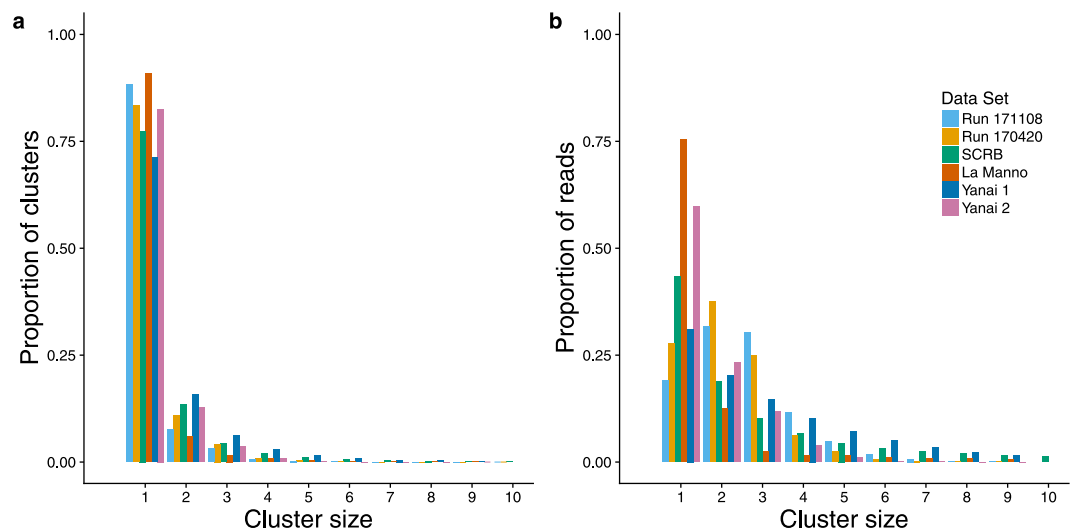 a
1.00
0.75
0.50
0.25
0.00
Proportion of clusters
1 2 3 4 5 6 7 8 9 10
Cluster size
b
1.00
0.75
0.50
0.25
0.00
Proportion of reads
1 2 3 4 5 6 7 8 9 10
Cluster size
Data Set
Run 171108
Run 170420
SCRB
La Manno
Yanai 1
Yanai 2